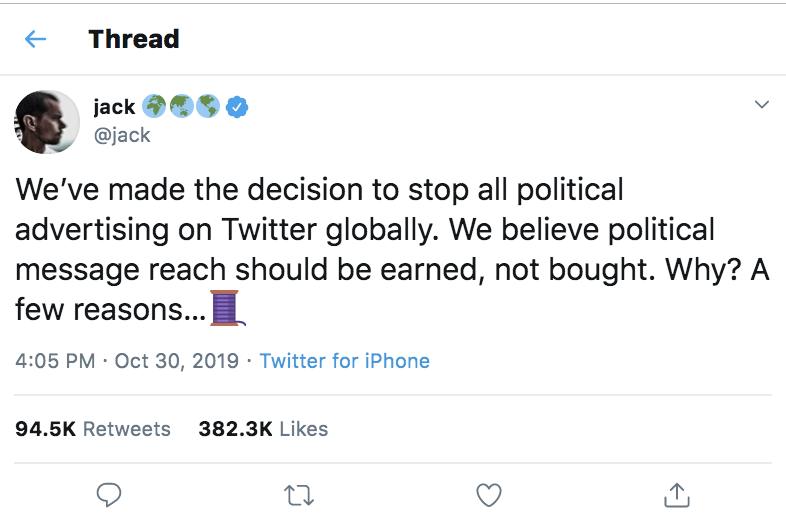 Thread
jack 🌍🌏🌎
@jack
We’ve made the decision to stop all political
advertising on Twitter globally. We believe political
message reach should be earned, not bought. Why? A
few reasons…🧵
4:05 PM · Oct 30, 2019 · Twitter for iPhone
94.5K Retweets 382.3K Likes